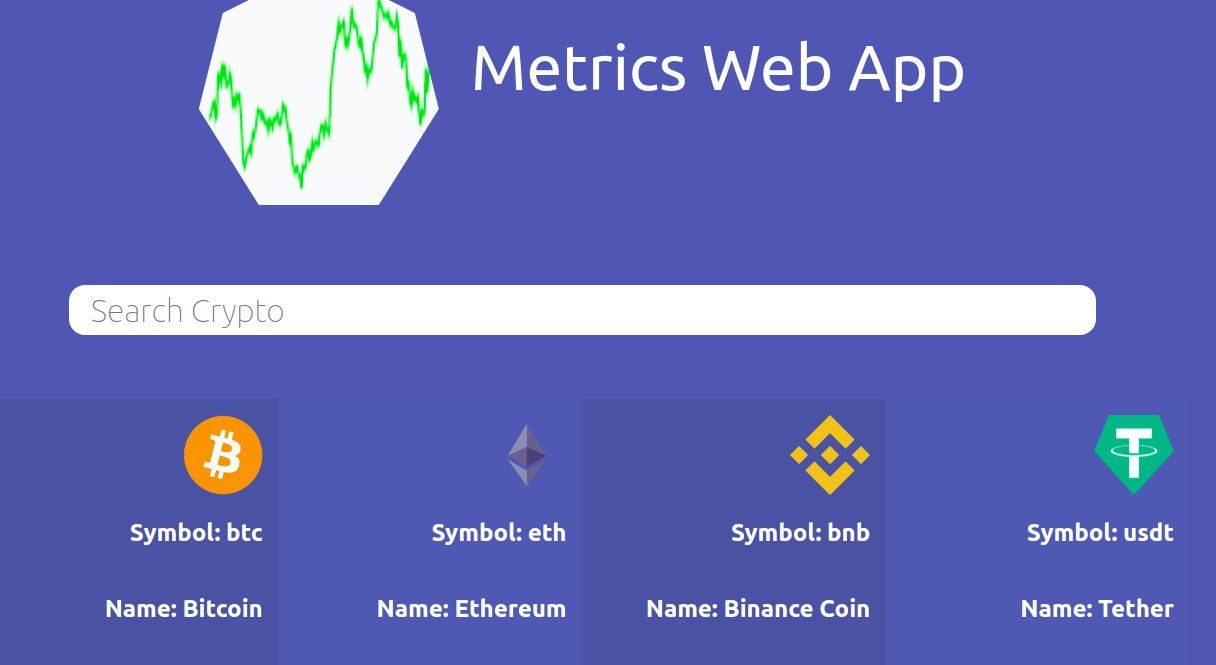 Metrics Web App
Search Crypto
Symbol: btc
Name: Bitcoin
Symbol: eth
Name: Ethereum
Symbol: bnb
Name: Binance Coin
Symbol: usdt
Name: Tether